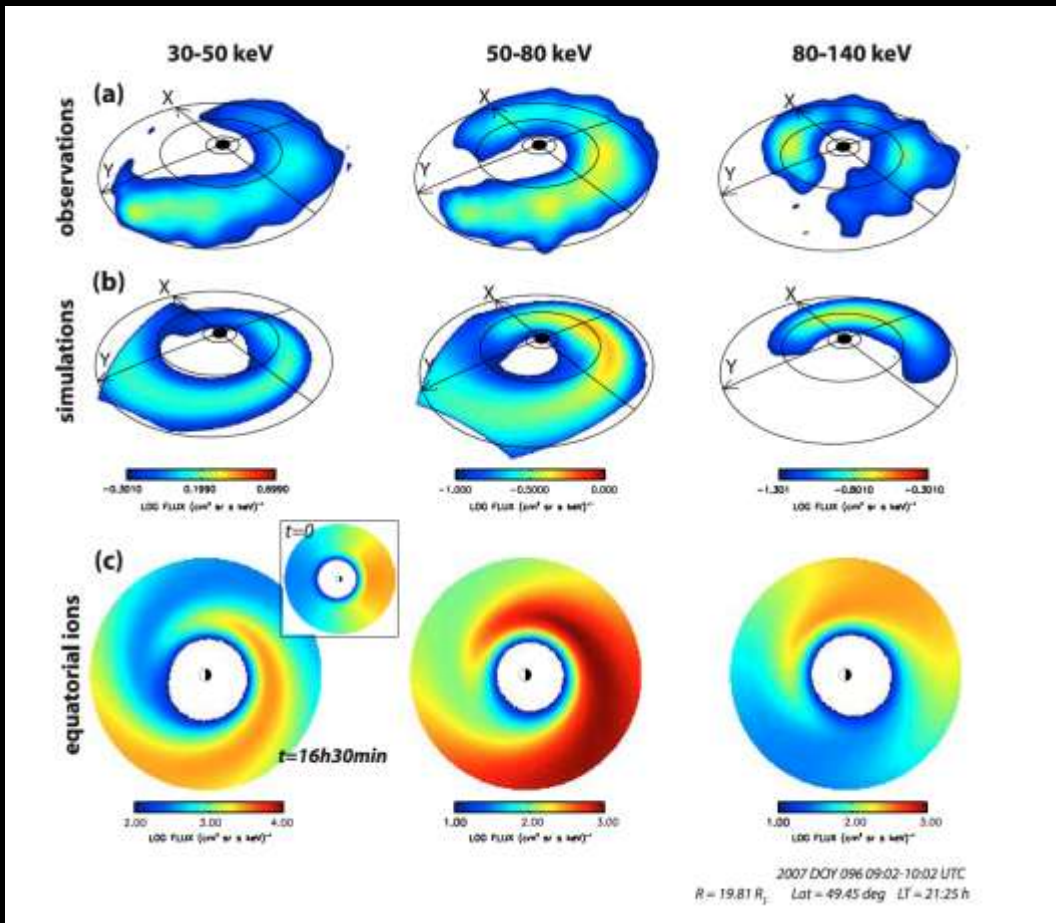 30-50 keV 50-80 keV 80-140 keV
(a)
observations
X X X
Y Y Y
(b)
simulations
X X X
Y Y Y
−0.3010 0.1990 0.6990 −1.000 −0.5000 0.000 −1.301 −0.8010 −0.3010
LOG FLUX (cm² sr s keV)⁻¹ LOG FLUX (cm² sr s keV)⁻¹ LOG FLUX (cm² sr s keV)⁻¹
(c)
t=0
equatorial ions
t=16h30min
2.00 3.00 4.00 1.00 2.00 3.00 1.00 2.00 3.00
LOG FLUX (cm² sr s keV)⁻¹ LOG FLUX (cm² sr s keV)⁻¹ LOG FLUX (cm² sr s keV)⁻¹
2007 DOY 096 09:02-10:02 UTC
R = 19.81 R Lat = 49.45 deg LT = 21:25 h